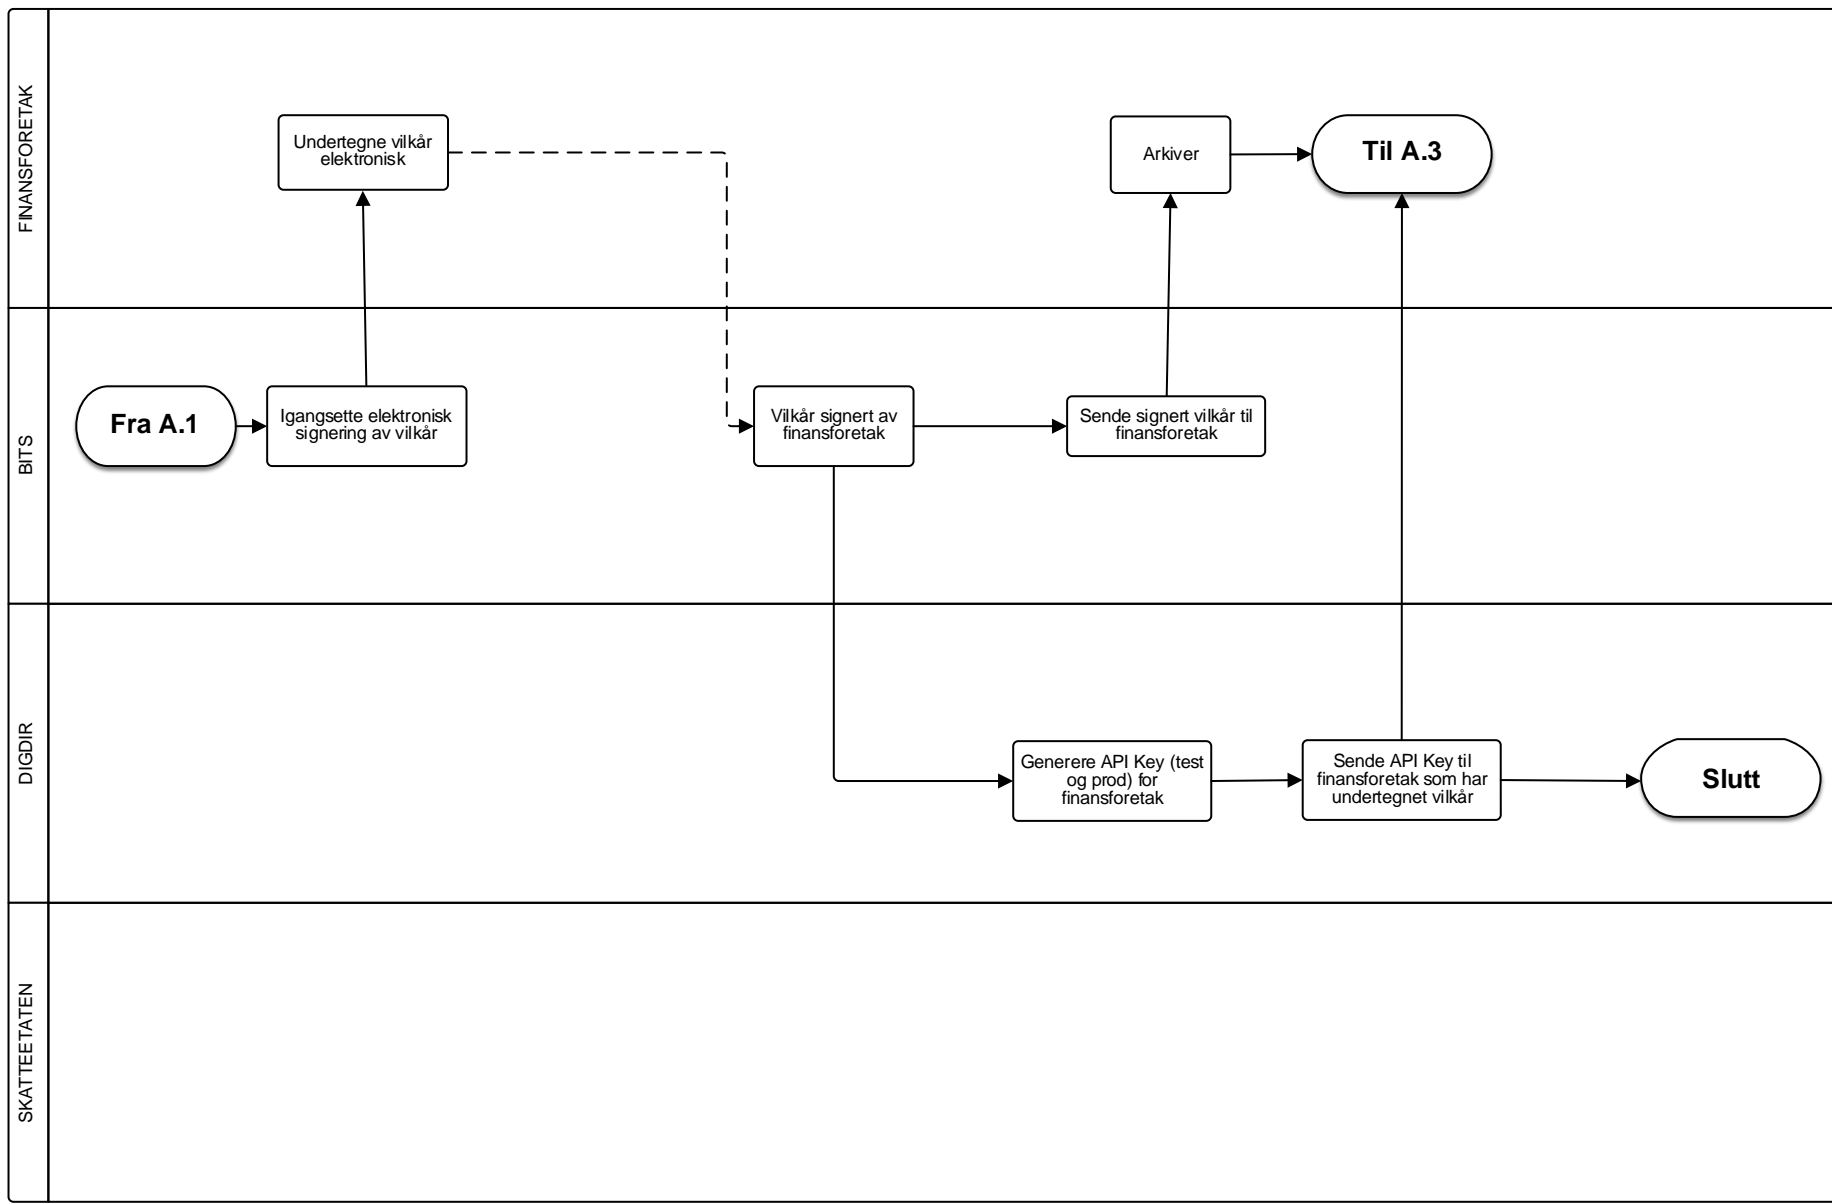 FINANSFORETAK
Undertegne vilkår
elektronisk
Arkiver
Til A.3
BITS
Fra A.1
Igangsette elektronisk
signering av vilkår
Vilkår signert av
finansforetak
Sende signert vilkår til
finansforetak
DIGDIR
Generere API Key (test
og prod) for
finansforetak
Sende API Key til
finansforetak som har
undertegnet vilkår
Slutt
SKATTEETATEN